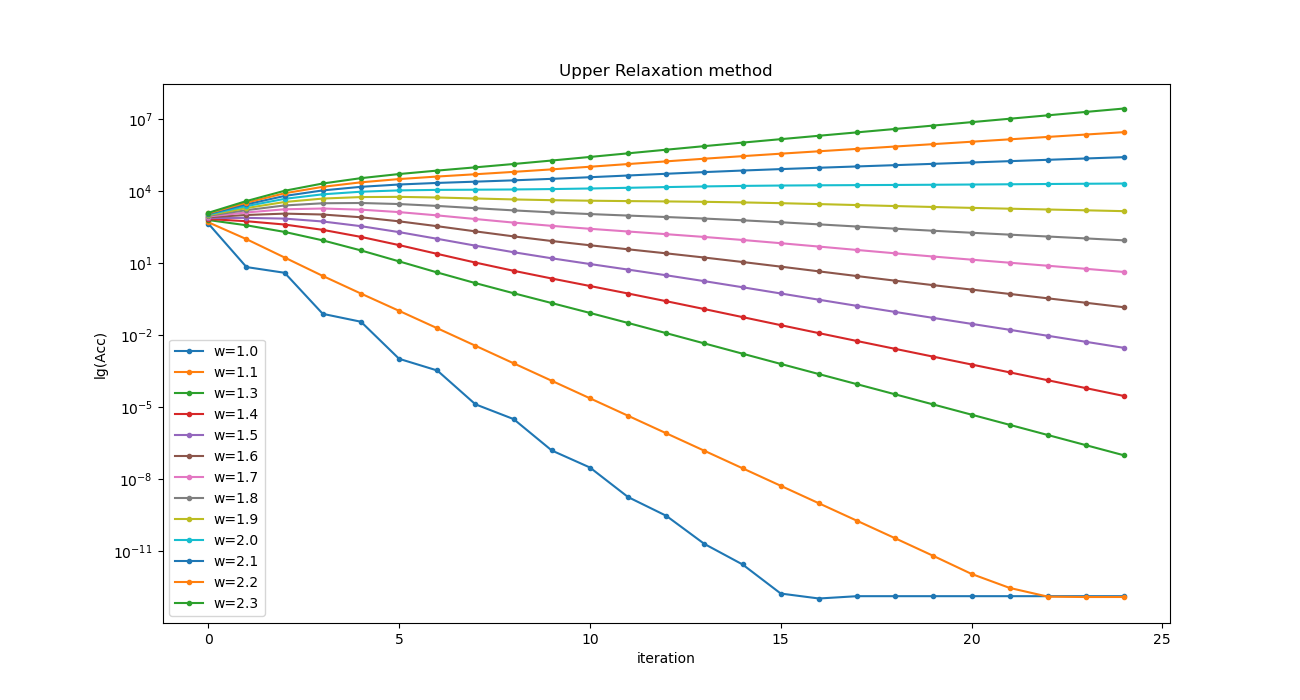 Upper Relaxation method
10^7
10^4
10^1
10^−2
10^−5
10^−8
10^−11
lg(Acc)
w=1.0
w=1.1
w=1.3
w=1.4
w=1.5
w=1.6
w=1.7
w=1.8
w=1.9
w=2.0
w=2.1
w=2.2
w=2.3
0 5 10 15 20 25
iteration